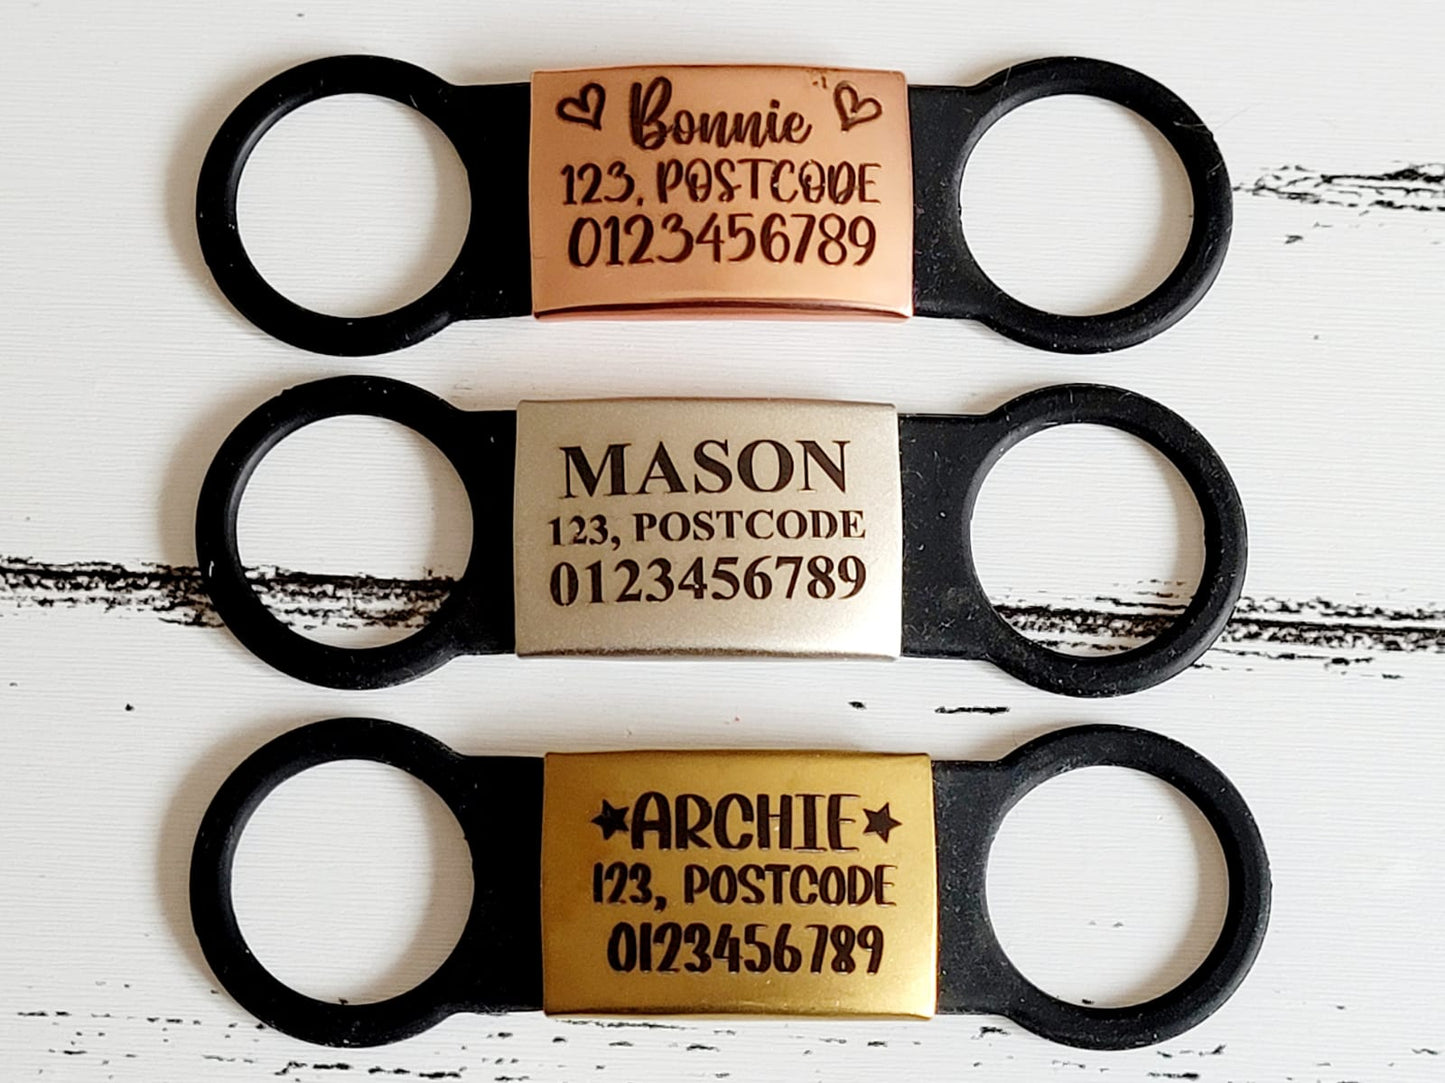 Bonnie
123, POSTCODE
0123456789
MASON
123, POSTCODE
0123456789
ARCHIE
123, POSTCODE
0123456789